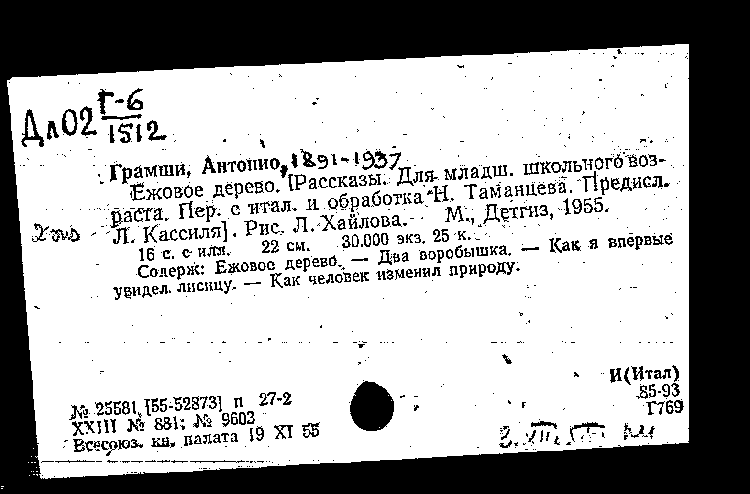 Дл02 Г-6
1512
Грамши, Антонио, 1891-1937
Ежовое дерево. [Рассказы. Для младш. школьного воз-
раста. Пер. с итал. и обработка Н. Таманцева. Предисл.
Л. Кассиля]. Рис. Л. Хайлова. М., Детгиз, 1955.
16 с. с илл. 22 см. 30.000 экз. 25 к.
Содерж: Ежовое дерево. — Два воробышка. — Как я впервые
увидел лисицу. — Как человек изменил природу.
И(Итал)
85-93
Г769
№ 25581 [55-52873] п 27-2
XXIII № 881; № 9603
Всесоюз. кн. палата 19 XI 55